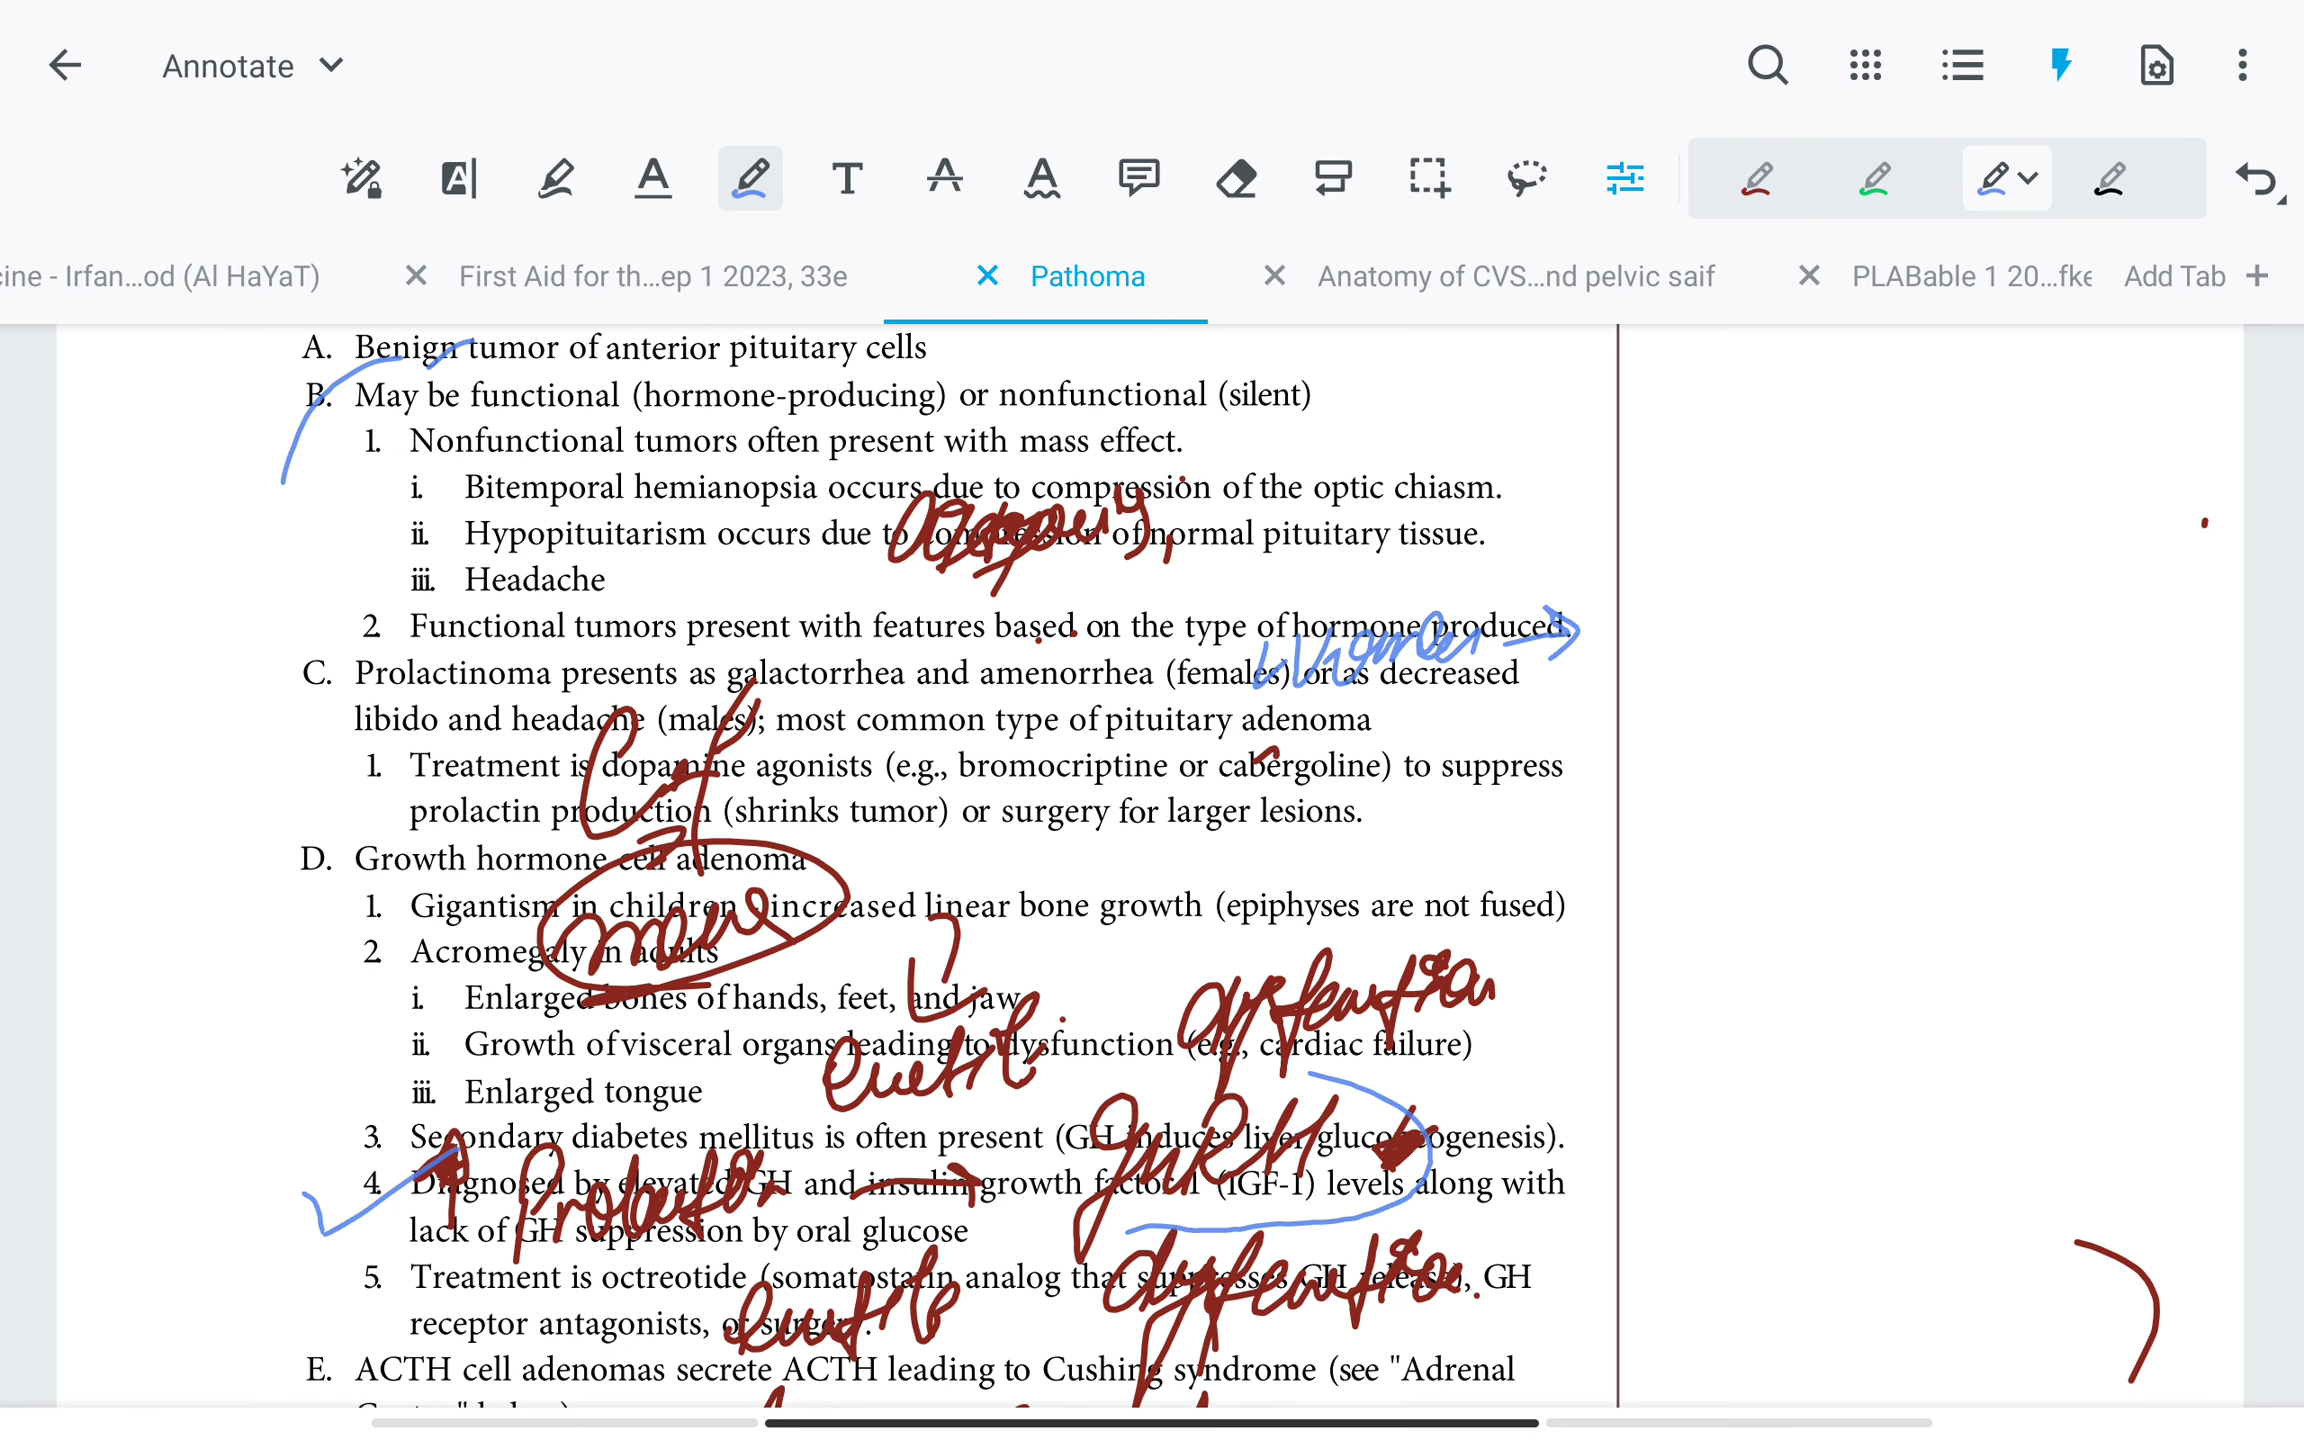 Annotate
cine - Irfan...od (Al HaYaT) First Aid for th...ep 1 2023, 33e Pathoma Anatomy of CVS...nd pelvic saif PLABable 1 20...fke Add Tab
A. Benign tumor of anterior pituitary cells
B. May be functional (hormone-producing) or nonfunctional (silent)
1. Nonfunctional tumors often present with mass effect.
i. Bitemporal hemianopsia occurs due to compression of the optic chiasm.
ii. Hypopituitarism occurs due to compression of normal pituitary tissue.
iii. Headache
2. Functional tumors present with features based on the type of hormone produced.
C. Prolactinoma presents as galactorrhea and amenorrhea (females) or as decreased
libido and headache (males); most common type of pituitary adenoma
1. Treatment is dopamine agonists (e.g., bromocriptine or cabergoline) to suppress
prolactin production (shrinks tumor) or surgery for larger lesions.
D. Growth hormone cell adenoma
1. Gigantism in children - increased linear bone growth (epiphyses are not fused)
2. Acromegaly in adults
i. Enlarged bones of hands, feet, and jaw
ii. Growth of visceral organs leading to dysfunction (e.g., cardiac failure)
iii. Enlarged tongue
3. Secondary diabetes mellitus is often present (GH induces liver gluconeogenesis).
GnRH
4. Diagnosed by elevated GH and insulin growth factor-1 (IGF-1) levels along with
lack of GH suppression by oral glucose
5. Treatment is octreotide (somatostatin analog that suppresses GH release), GH
receptor antagonists, or surgery.
E. ACTH cell adenomas secrete ACTH leading to Cushing syndrome (see "Adrenal